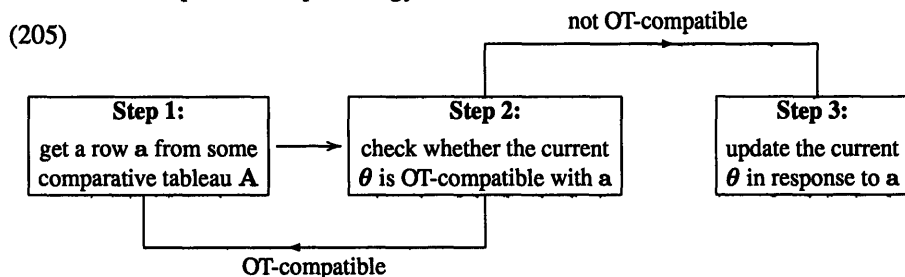 (205)
not OT-compatible
Step 1:
get a row a from some
comparative tableau A
Step 2:
check whether the current
θ is OT-compatible with a
Step 3:
update the current
θ in response to a
OT-compatible